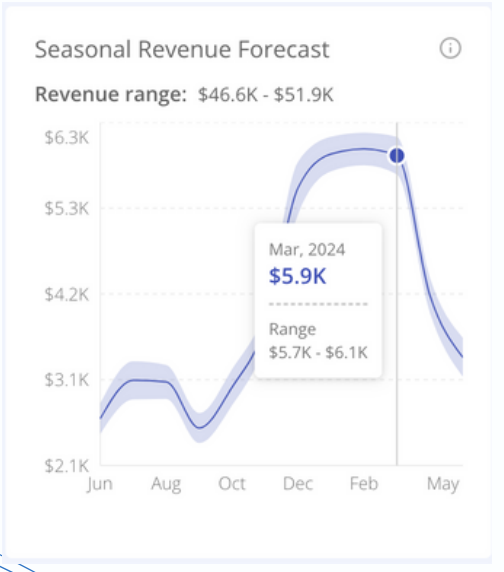 Seasonal Revenue Forecast
Revenue range: $46.6K - $51.9K
$6.3K
$5.3K
$4.2K
$3.1K
$2.1K
Mar, 2024
$5.9K
Range
$5.7K - $6.1K
Jun Aug Oct Dec Feb May